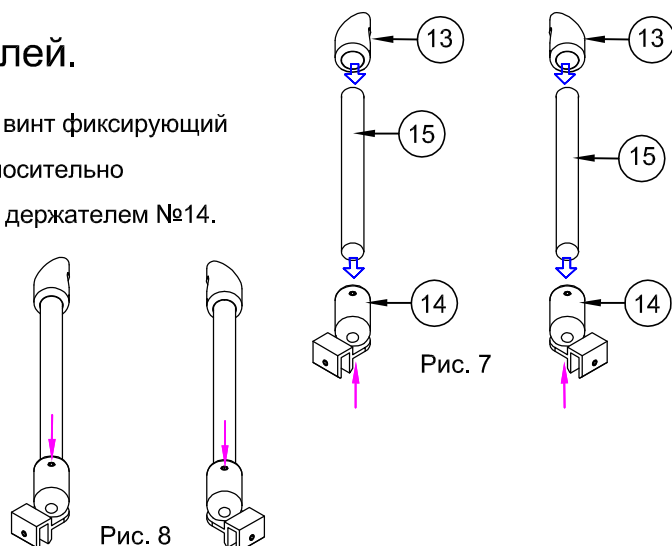 лей.
винт фиксирующий
носительно
держателем №14.
13
13
15
15
14
14
Рис. 7
Рис. 8